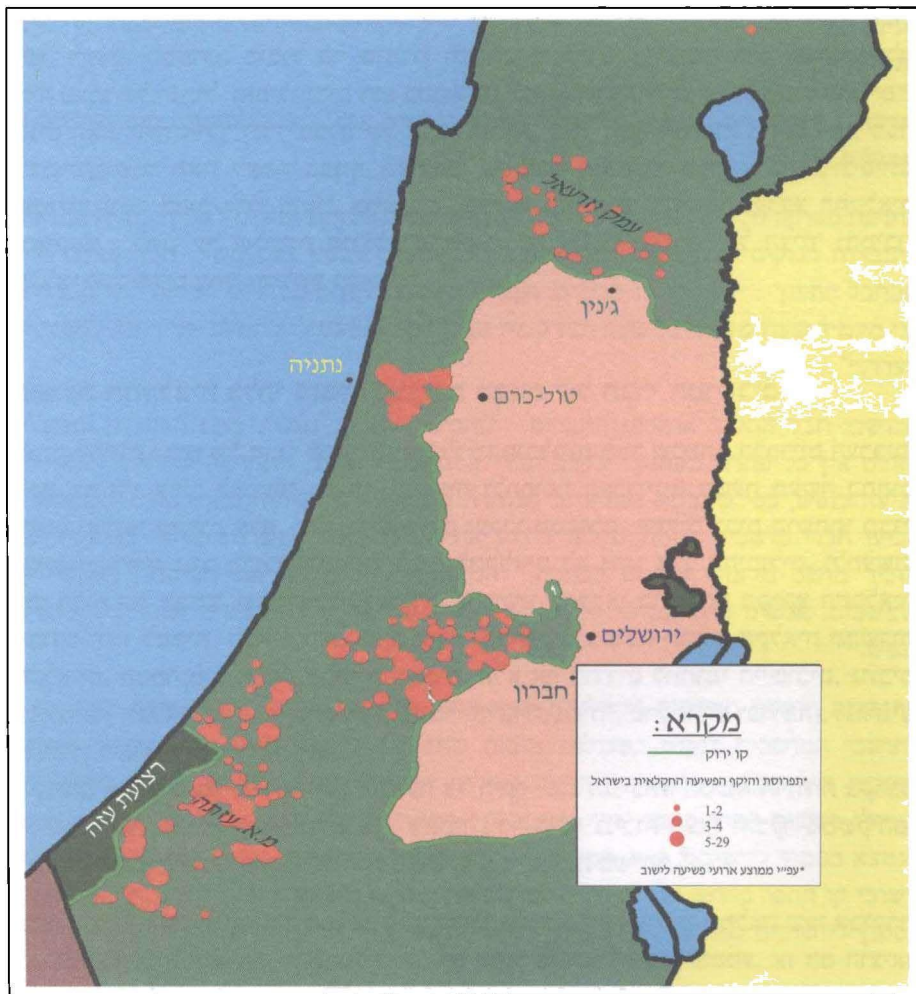 עמק יזרעאל
ג׳נין
נתניה
טול-כרם
ירושלים
חברון
רצועת עזה
מ.א. עזתה
מקרא:
קו ירוק
*תפרוסת והיקף הפשיעה החקלאית בישראל
1-2
3-4
5-29
*עפ״י ממוצע ארועי פשיעה לישוב